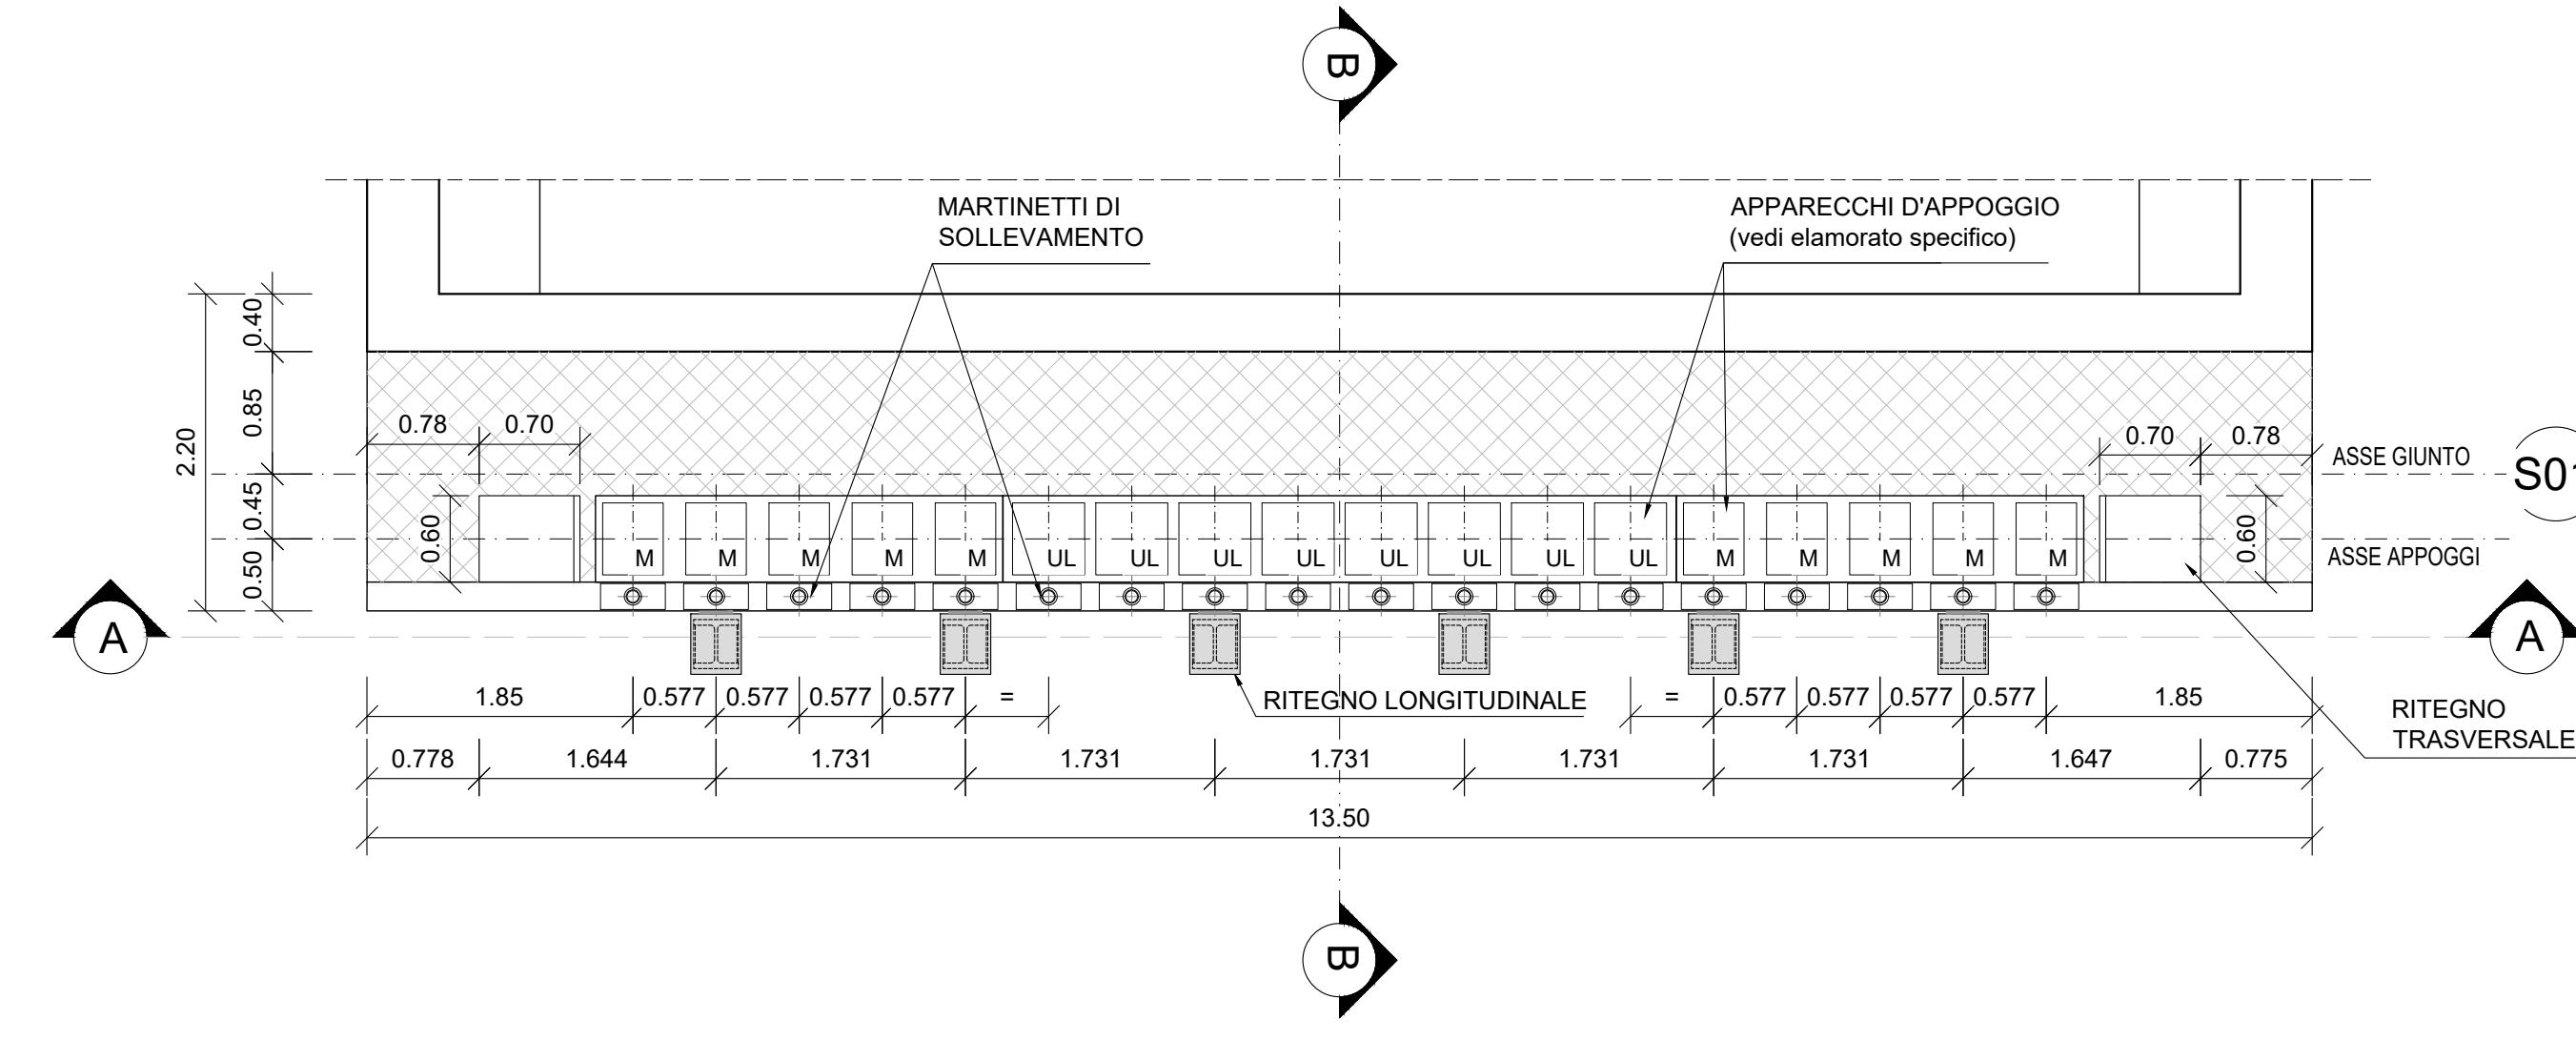 B
MARTINETTI DI
SOLLEVAMENTO
APPARECCHI D'APPOGGIO
(vedi elamorato specifico)
0.40
0.85
2.20
0.45
0.50
0.78 0.70
0.70 0.78
ASSE GIUNTO
S01
0.60
0.60
M M M M M UL UL UL UL UL UL UL UL M M M M M
ASSE APPOGGI
A
A
1.85 0.577 0.577 0.577 0.577 =
RITEGNO LONGITUDINALE
= 0.577 0.577 0.577 0.577 1.85
RITEGNO
TRASVERSALE
0.778 1.644 1.731 1.731 1.731 1.731 1.731 1.647 0.775
13.50
B